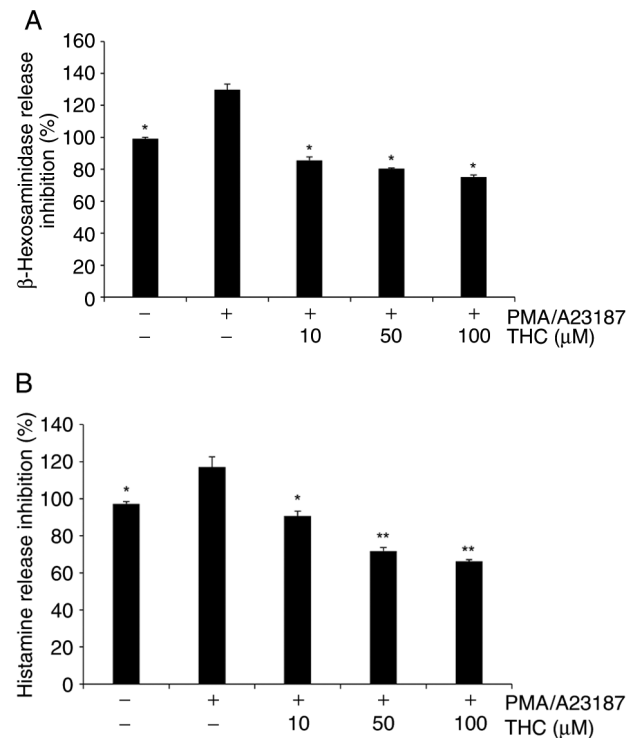 A
β-Hexosaminidase release
inhibition (%)
160
140
120
100
80
60
40
20
0
* * * *
– + + + + PMA/A23187
– – 10 50 100 THC (μM)
B
Histamine release inhibition (%)
140
120
100
80
60
40
20
0
* * ** **
– + + + + PMA/A23187
– – 10 50 100 THC (μM)